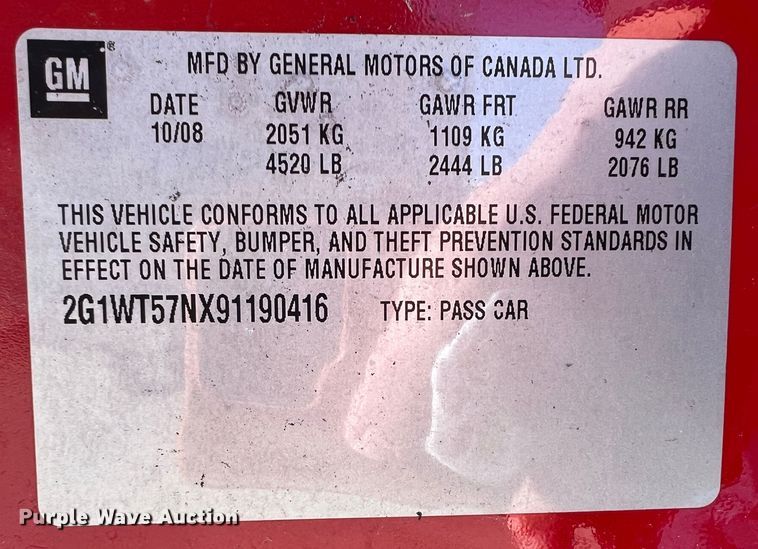 GM ®
MFD BY GENERAL MOTORS OF CANADA LTD.
DATE GVWR GAWR FRT GAWR RR
10/08 2051 KG 1109 KG 942 KG
4520 LB 2444 LB 2076 LB
THIS VEHICLE CONFORMS TO ALL APPLICABLE U.S. FEDERAL MOTOR
VEHICLE SAFETY, BUMPER, AND THEFT PREVENTION STANDARDS IN
EFFECT ON THE DATE OF MANUFACTURE SHOWN ABOVE.
2G1WT57NX91190416 TYPE: PASS CAR
Purple Wave Auction